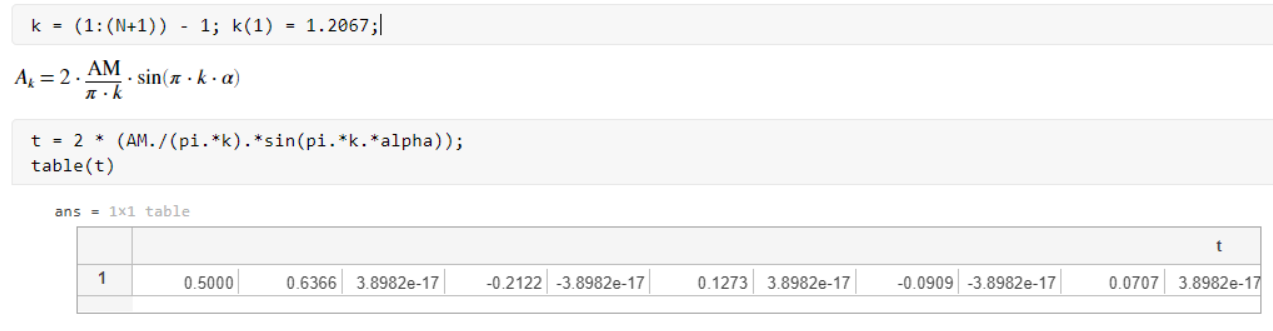 k = (1:(N+1)) - 1; k(1) = 1.2067;
A_k = 2 · AM/(π · k) · sin(π · k · α)
t = 2 * (AM./(pi.*k).*sin(pi.*k.*alpha));
table(t)
ans = 1×1 table
t
1 0.5000 0.6366 3.8982e-17 -0.2122 -3.8982e-17 0.1273 3.8982e-17 -0.0909 -3.8982e-17 0.0707 3.8982e-17